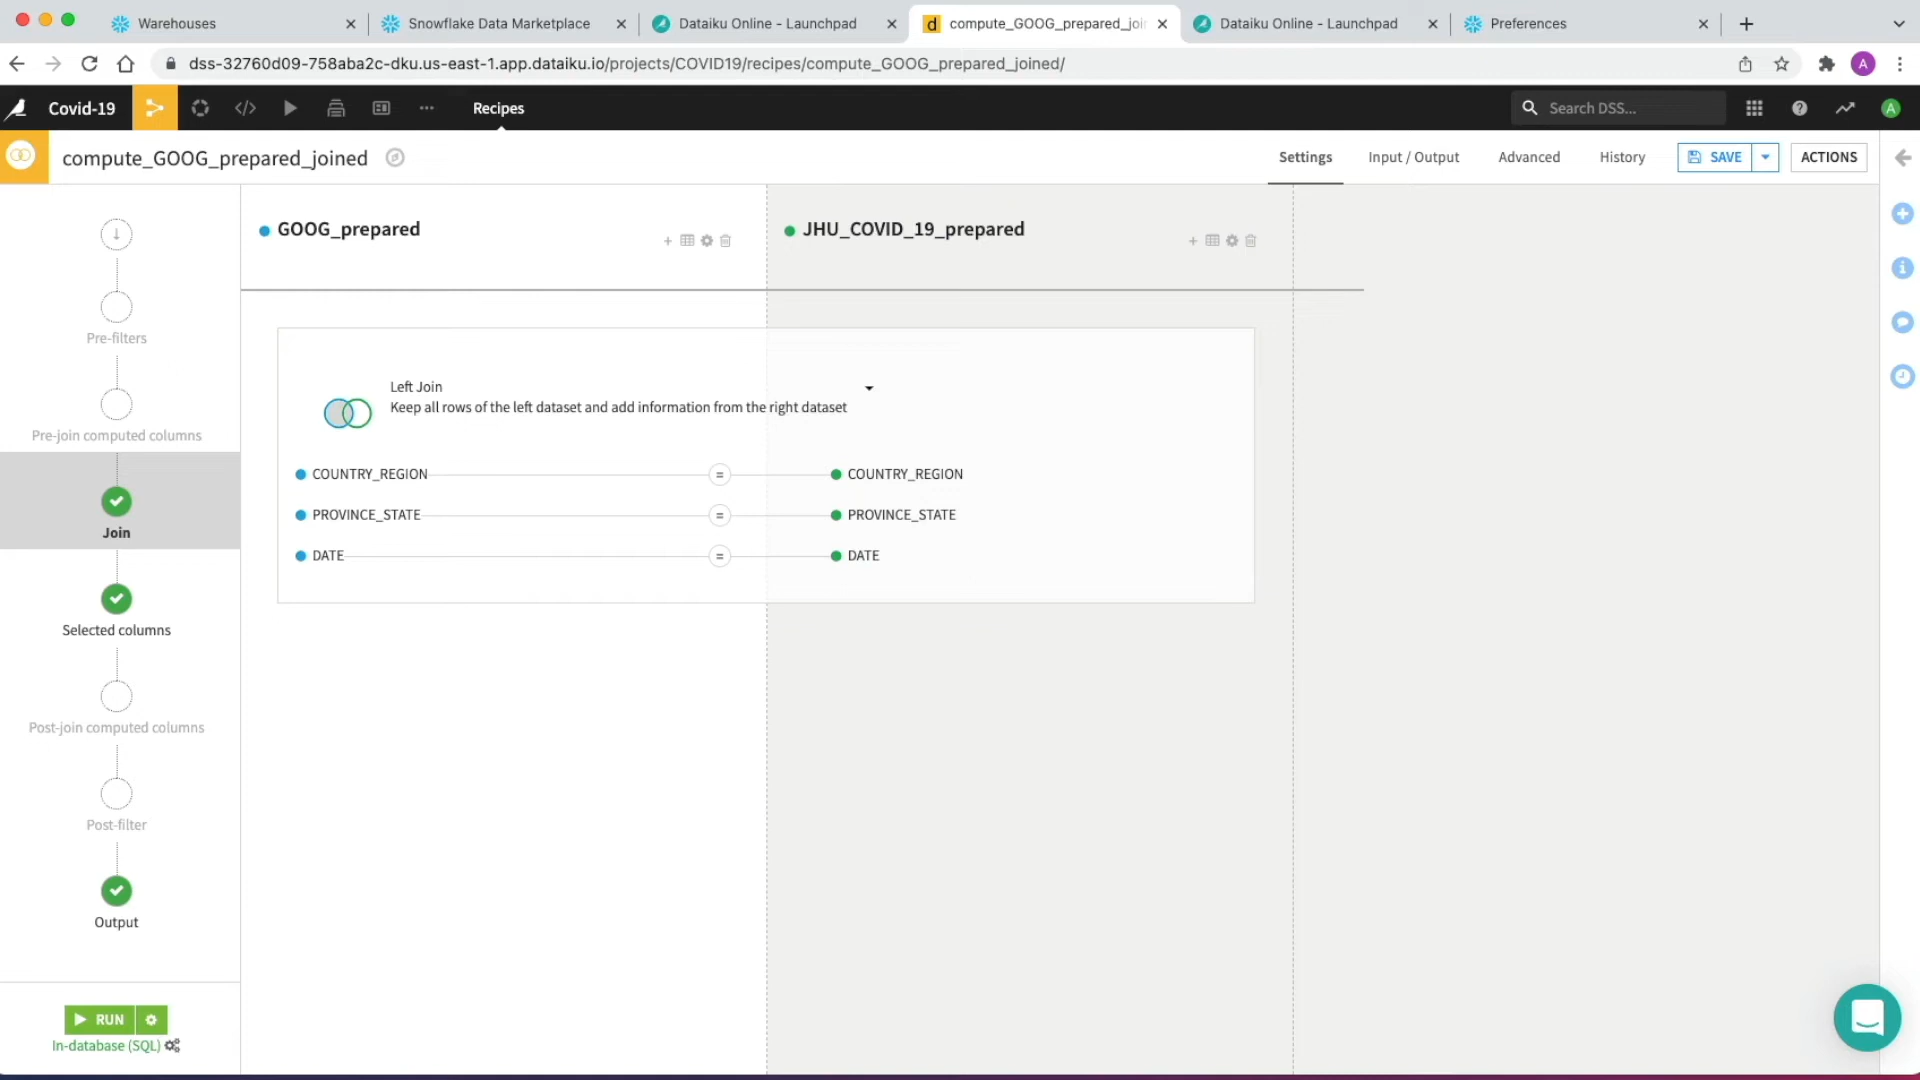 Warehouses
Snowflake Data Marketplace
Dataiku Online - Launchpad
compute_GOOG_prepared_joi
Dataiku Online - Launchpad
Preferences
dss-32760d09-758aba2c-dku.us-east-1.app.dataiku.io/projects/COVID19/recipes/compute_GOOG_prepared_joined/
A
Covid-19
Recipes
Search DSS...
A
compute_GOOG_prepared_joined
Settings
Input / Output
Advanced
History
SAVE
ACTIONS
GOOG_prepared
JHU_COVID_19_prepared
Pre-filters
Pre-join computed columns
Join
Selected columns
Post-join computed columns
Post-filter
Output
Left Join
Keep all rows of the left dataset and add information from the right dataset
COUNTRY_REGION = COUNTRY_REGION
PROVINCE_STATE = PROVINCE_STATE
DATE = DATE
RUN
In-database (SQL)